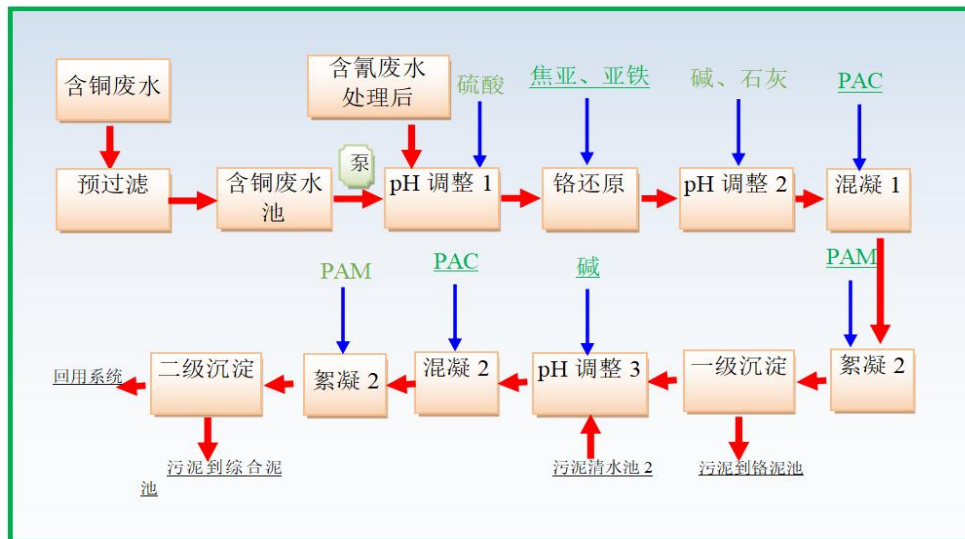 含铜废水
含氰废水
处理后
硫酸
焦亚、亚铁
碱、石灰
PAC
预过滤
含铜废水
池
泵
pH 调整 1
铬还原
pH 调整 2
混凝 1
PAM
PAC
碱
PAM
回用系统
二级沉淀
絮凝 2
混凝 2
pH 调整 3
一级沉淀
絮凝 2
污泥到综合泥
池
污泥清水池 2
污泥到铬泥池